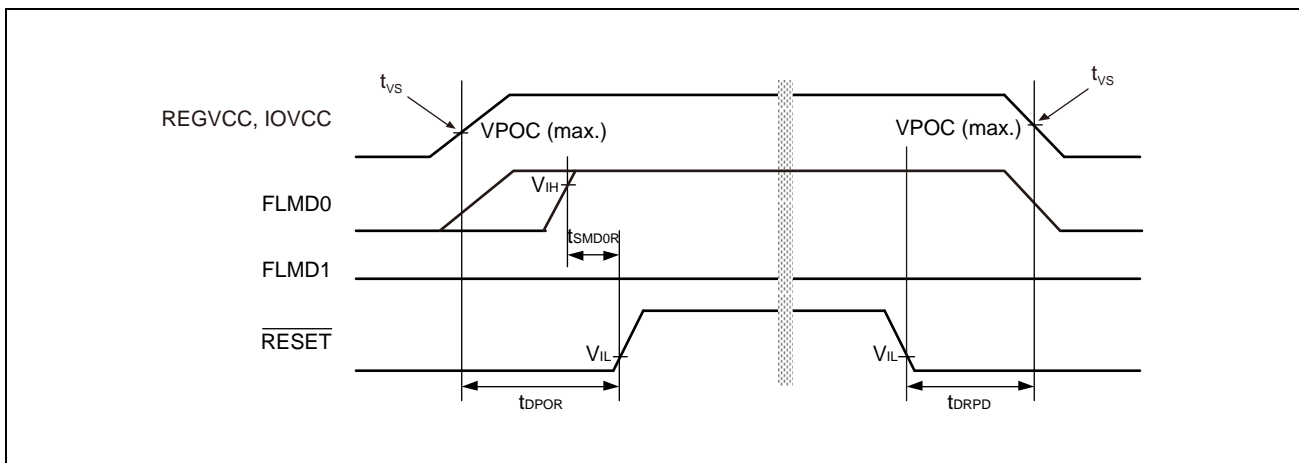 tVS
tVS
REGVCC, IOVCC
VPOC (max.)
VPOC (max.)
VIH
FLMD0
tSMD0R
FLMD1
RESET
VIL
VIL
tDPOR
tDRPD